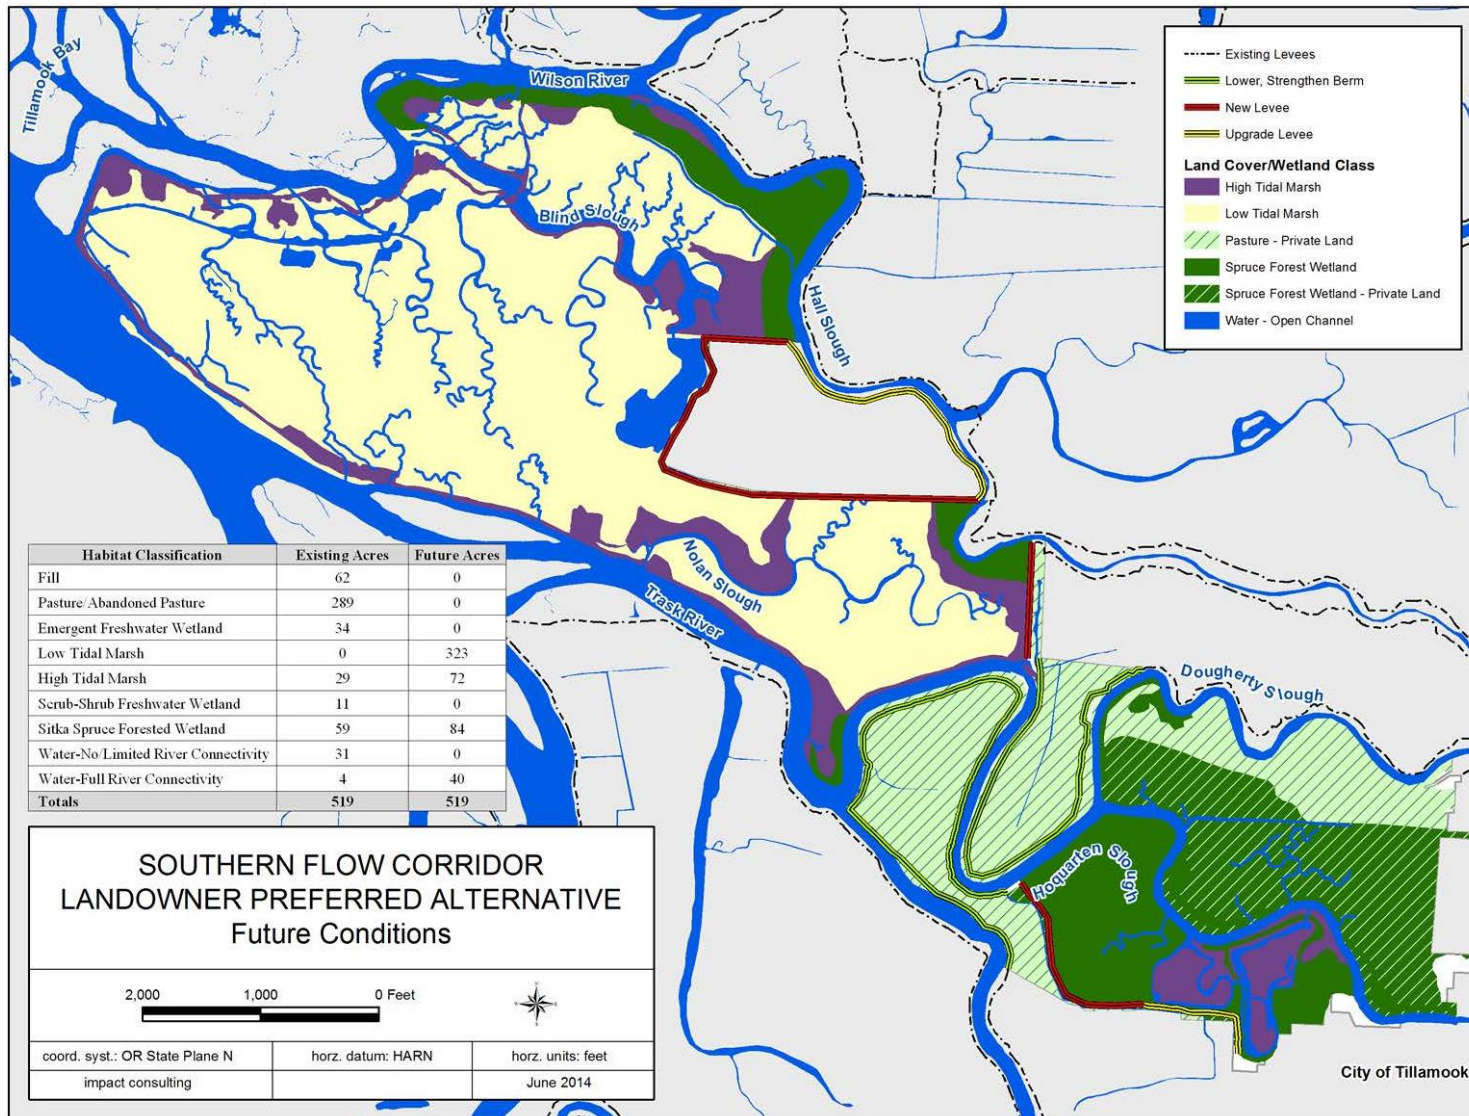 Tillamook Bay
Wilson River
Blind Slough
Hall Slough
Nolan Slough
Trask River
Dougherty Slough
Hoquarten Slough
City of Tillamook
Existing Levees
Lower, Strengthen Berm
New Levee
Upgrade Levee
Land Cover/Wetland Class
High Tidal Marsh
Low Tidal Marsh
Pasture - Private Land
Spruce Forest Wetland
Spruce Forest Wetland - Private Land
Water - Open Channel
Habitat Classification Existing Acres Future Acres
Fill 62 0
Pasture/Abandoned Pasture 289 0
Emergent Freshwater Wetland 34 0
Low Tidal Marsh 0 323
High Tidal Marsh 29 72
Scrub-Shrub Freshwater Wetland 11 0
Sitka Spruce Forested Wetland 59 84
Water-No/Limited River Connectivity 31 0
Water-Full River Connectivity 4 40
Totals 519 519
SOUTHERN FLOW CORRIDOR
LANDOWNER PREFERRED ALTERNATIVE
Future Conditions
2,000 1,000 0 Feet
coord. syst.: OR State Plane N horz. datum: HARN horz. units: feet
impact consulting June 2014